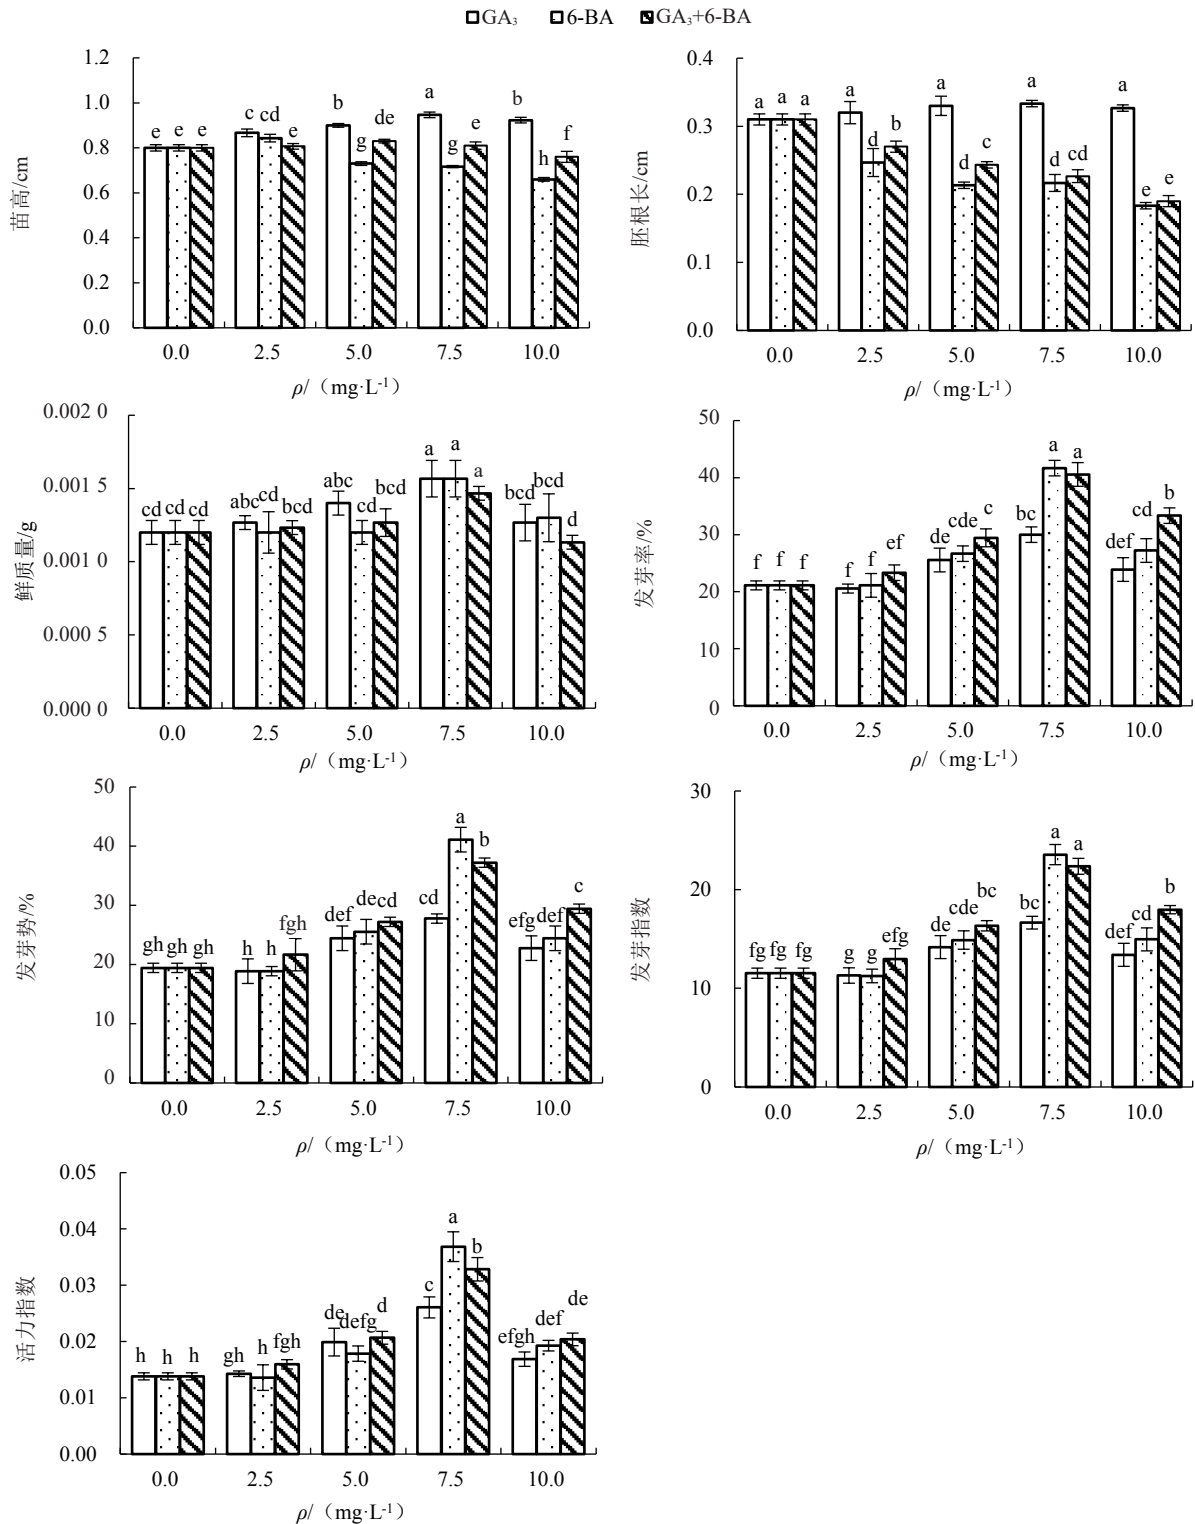 GA₃ 6-BA GA₃+6-BA
苗高/cm
1.2
1.0
0.8
0.6
0.4
0.2
0.0
e e e c cd e b g de a g e b h f
0.0 2.5 5.0 7.5 10.0
ρ/（mg·L⁻¹）
胚根长/cm
0.4
0.3
0.2
0.1
0.0
a a a a d b a d c a d cd a e e
0.0 2.5 5.0 7.5 10.0
ρ/（mg·L⁻¹）
鲜质量/g
0.002 0
0.001 5
0.001 0
0.000 5
0.000 0
cd cd cd abc cd bcd abc cd bcd a a a bcd bcd d
0.0 2.5 5.0 7.5 10.0
ρ/（mg·L⁻¹）
发芽率/%
50
40
30
20
10
0
f f f f f ef de cde c bc a a def cd b
0.0 2.5 5.0 7.5 10.0
ρ/（mg·L⁻¹）
发芽势/%
50
40
30
20
10
0
gh gh gh h h fgh def de cd cd a b efg def c
0.0 2.5 5.0 7.5 10.0
ρ/（mg·L⁻¹）
发芽指数
30
20
10
0
fg fg fg g g efg de cde bc bc a a def cd b
0.0 2.5 5.0 7.5 10.0
ρ/（mg·L⁻¹）
活力指数
0.05
0.04
0.03
0.02
0.01
0.00
h h h gh h fgh de defg d c a b efgh def de
0.0 2.5 5.0 7.5 10.0
ρ/（mg·L⁻¹）